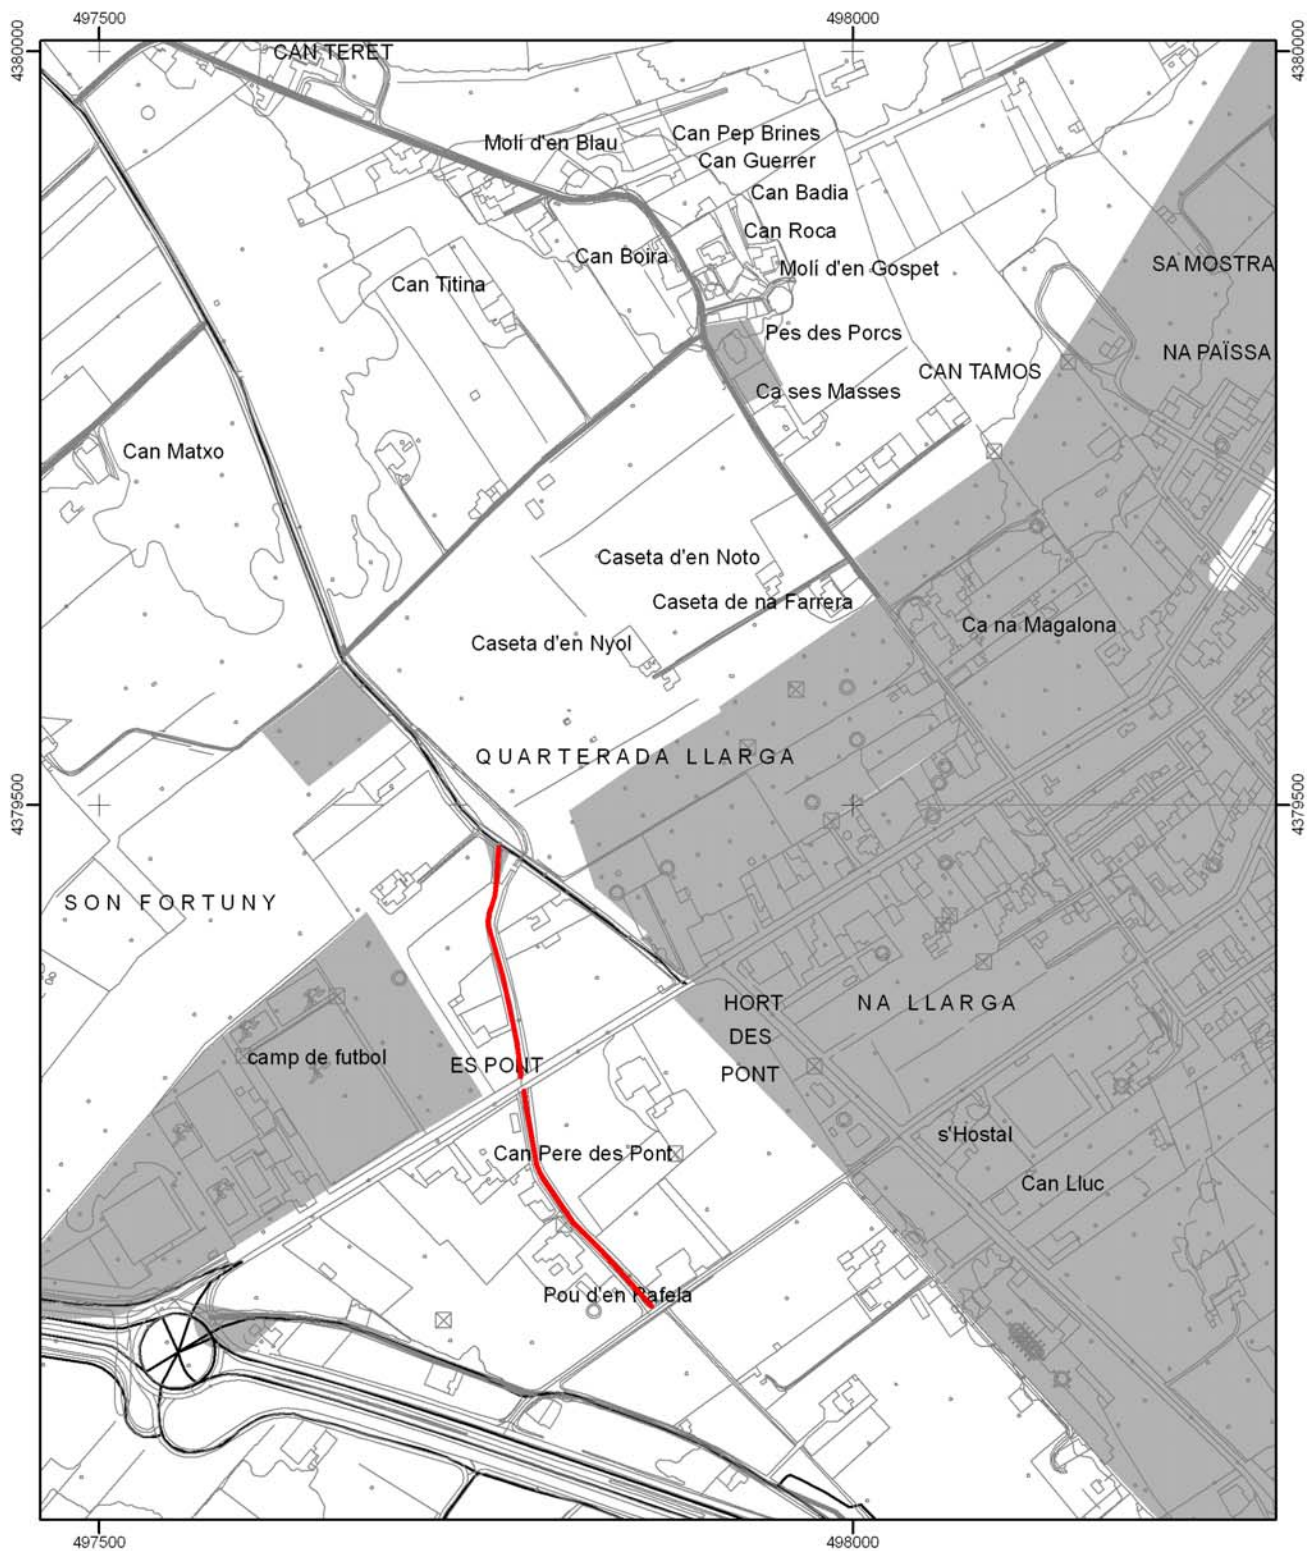 497500
498000
4380000
4380000
CAN TERET
Molí d'en Blau
Can Pep Brines
Can Guerrer
Can Badia
Can Roca
Can Boira
Molí d'en Gospet
SA MOSTRA
Can Titina
Pes des Porcs
NA PAÏSSA
CAN TAMOS
Ca ses Masses
Can Matxo
Caseta d'en Noto
Caseta de na Farrera
Ca na Magalona
Caseta d'en Nyol
QUARTERADA LLARGA
4379500
4379500
SON FORTUNY
HORT
DES
PONT
NA LLARGA
camp de futbol
ES PONT
s'Hostal
Can Pere des Pont
Can Lluc
Pou d'en Rafela
497500
498000